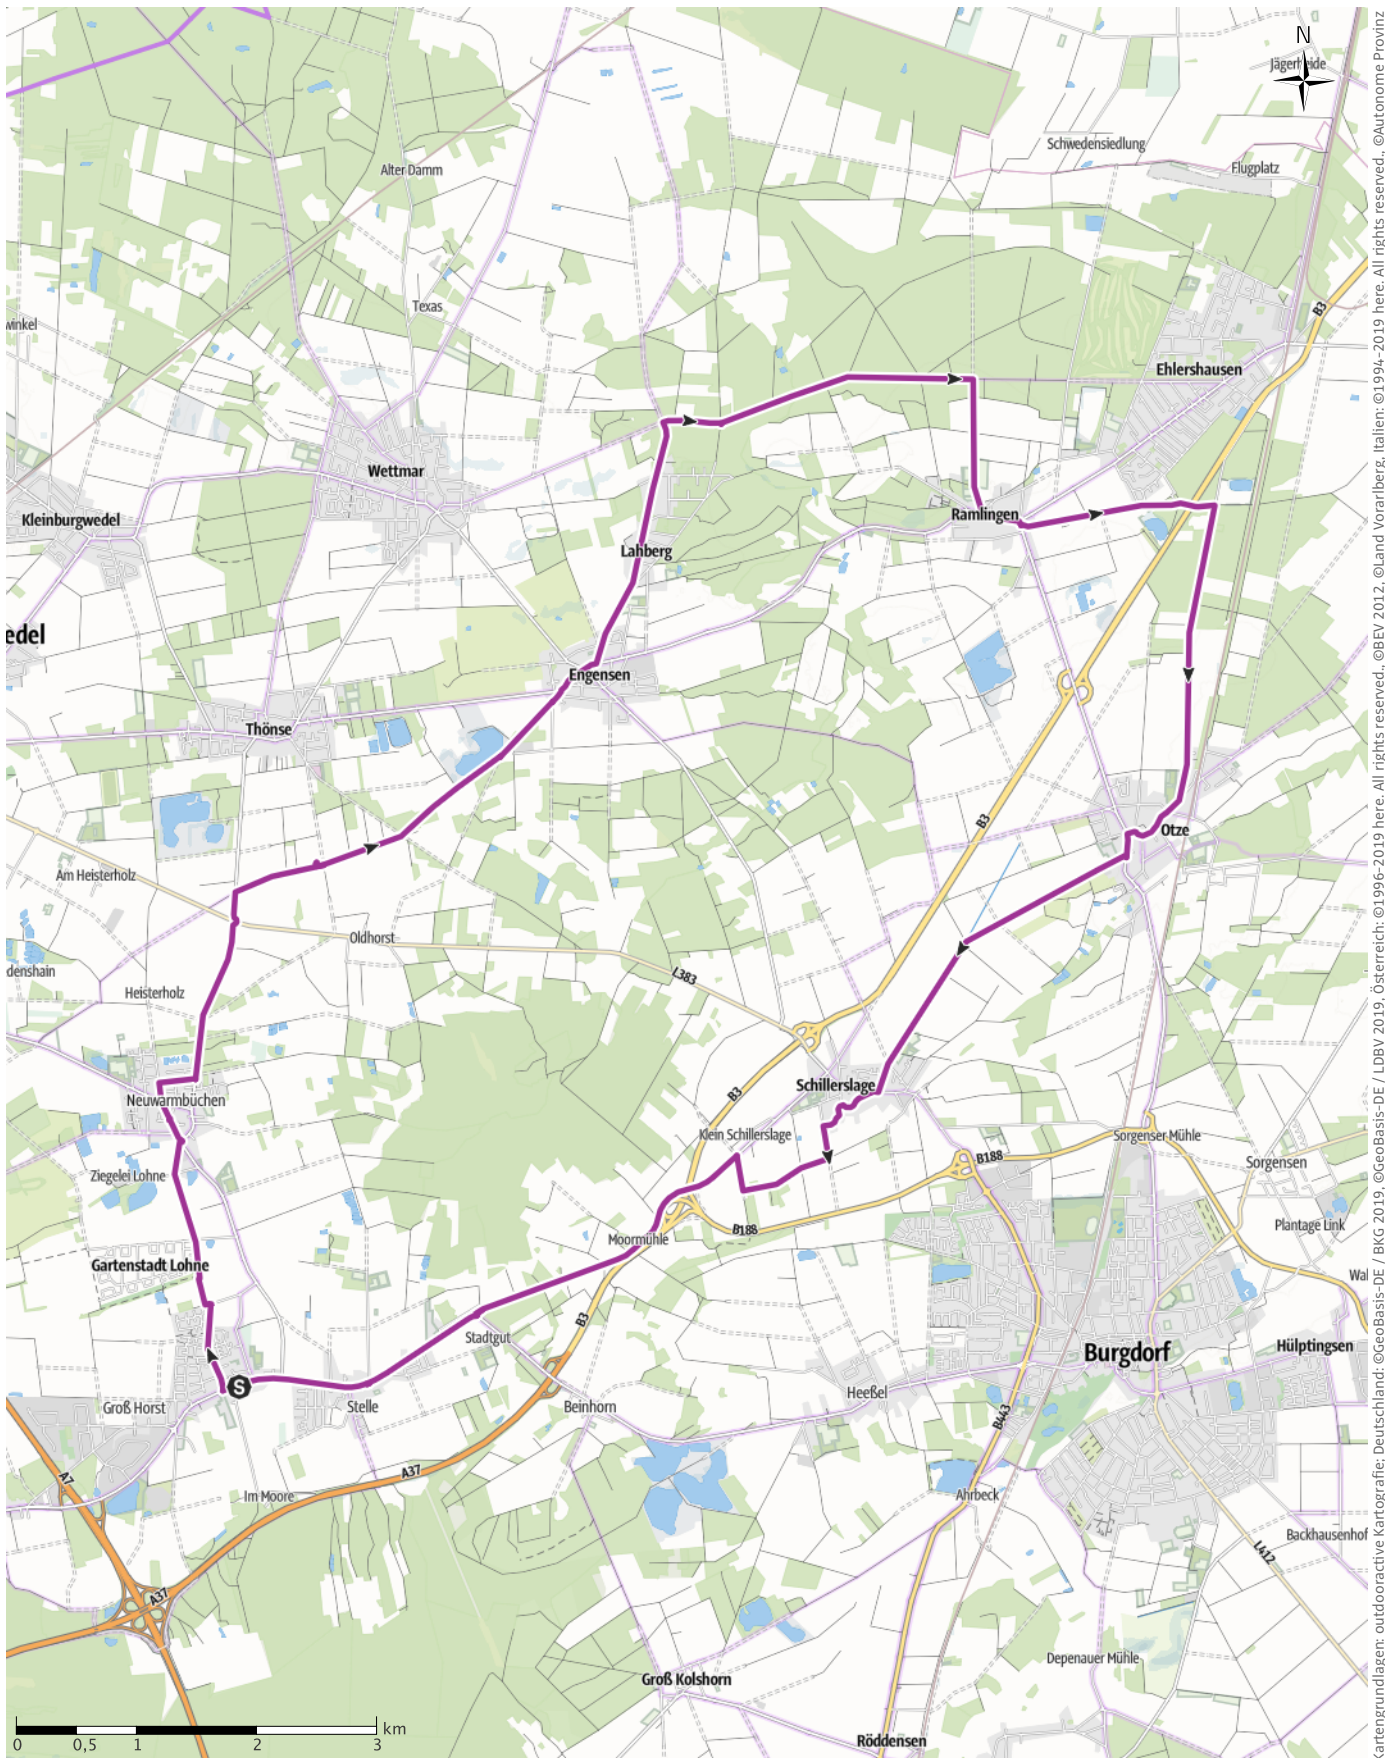 N
Jägerheide
Schwedensiedlung
Flugplatz
Alter Damm
Texas
winkel
B3
Ehlershausen
Wettmar
Kleinburgwedel
Ramlingen
Lahberg
edel
Engensen
Thönse
B3
Otze
Am Heisterholz
Oldhorst
L383
denshain
Heisterholz
Schillerslage
B3
Neuwarmbüchen
Klein Schillerslage
Sorgenser Mühle
B188
Sorgensen
Ziegelei Lohne
Plantage Link
B188
Moormühle
Gartenstadt Lohne
Wal
B3
Stadtgut
Burgdorf
Hülptingsen
S
Heeßel
Groß Horst
Stelle
Beinhorn
B443
A7
A37
Im Moore
Ahrbeck
Backhausenhof
L412
A37
Depenauer Mühle
Groß Kolshorn
Röddensen
0 0,5 1 2 3 km
artengrundlagen: outdooractive Kartografie; Deutschland: ©GeoBasis-DE / BKG 2019, ©GeoBasis-DE / LDBV 2019, Österreich: ©1996-2019 here. All rights reserved., ©BEV 2012, ©Land Vorarlberg, Italien: ©1994-2019 here. All rights reserved., ©Autonome Provinz